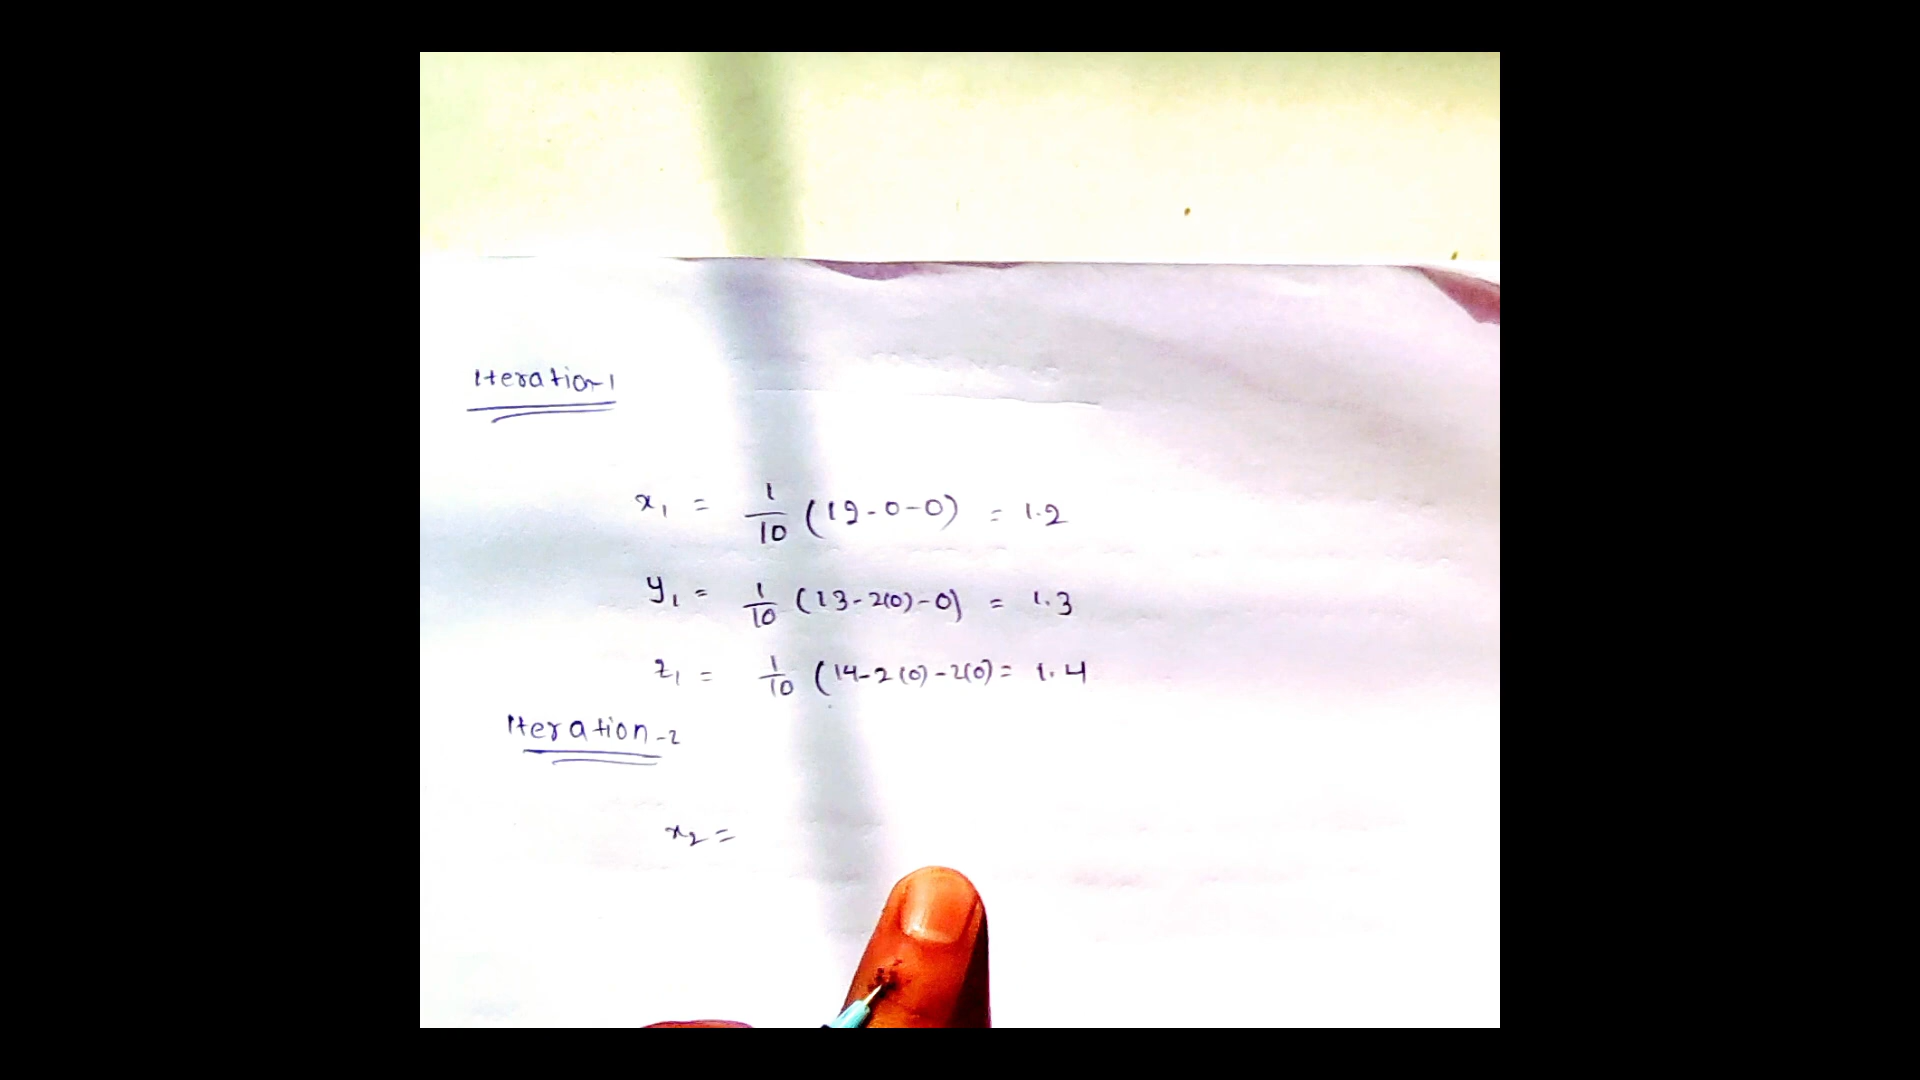 Iteration-1
x₁ = 1/10 (12-0-0) = 1.2
y₁ = 1/10 (13-2(0)-0) = 1.3
z₁ = 1/10 (14-2(0)-2(0) = 1.4
Iteration-2
x₂ =